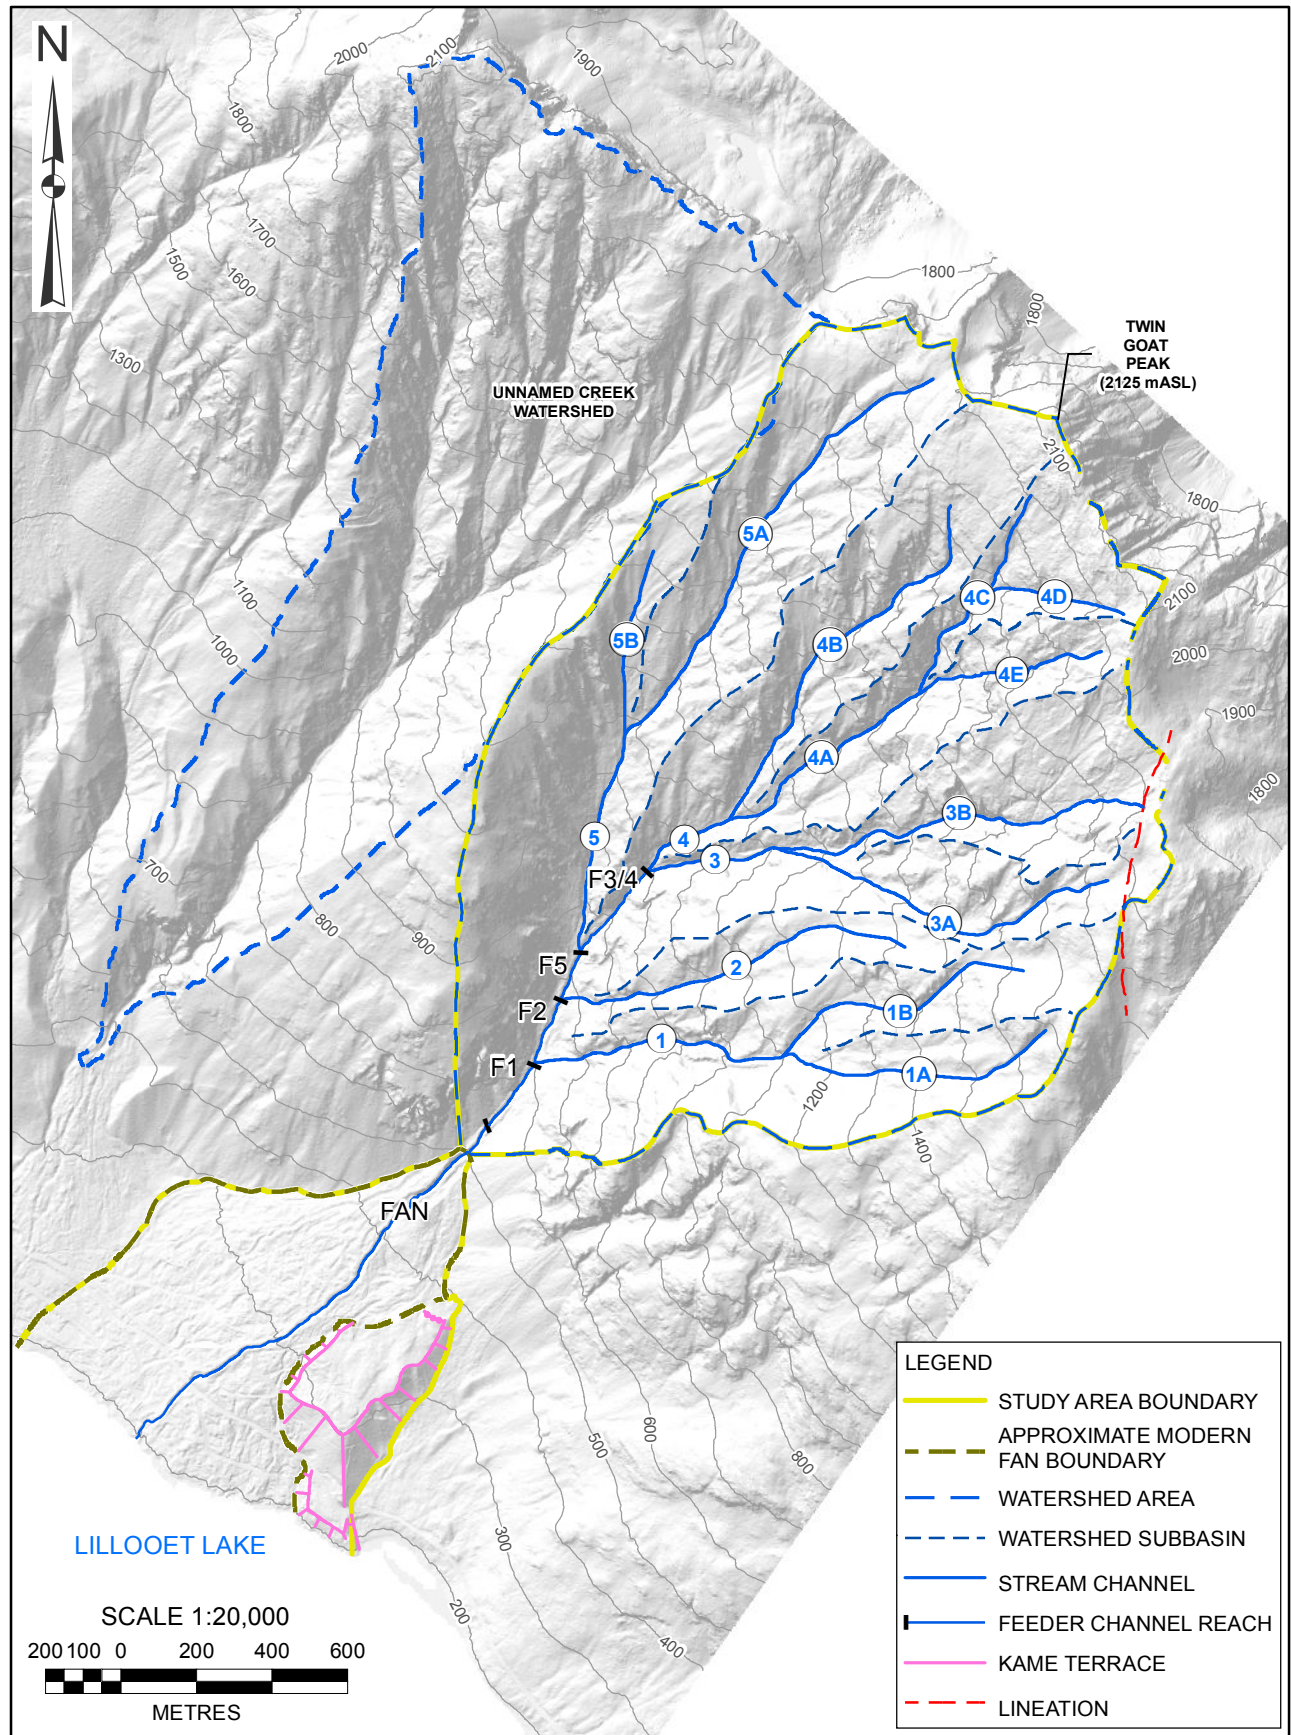 N
2000
2100
1900
1800
1700
1500
1600
1300
1800
1800
TWIN
GOAT
PEAK
(2125 mASL)
UNNAMED CREEK
WATERSHED
2100
1800
5A
1100
4C
4D
2100
1000
5B
4B
2000
4E
1900
4A
1800
3B
5
4
3
700
F3/4
800
900
3A
F5
2
F2
1B
1
F1
1A
1200
1400
FAN
LEGEND
STUDY AREA BOUNDARY
APPROXIMATE MODERN
FAN BOUNDARY
WATERSHED AREA
WATERSHED SUBBASIN
STREAM CHANNEL
FEEDER CHANNEL REACH
KAME TERRACE
LINEATION
600
500
800
300
200
400
LILLOOET LAKE
SCALE 1:20,000
200 100 0 200 400 600
METRES